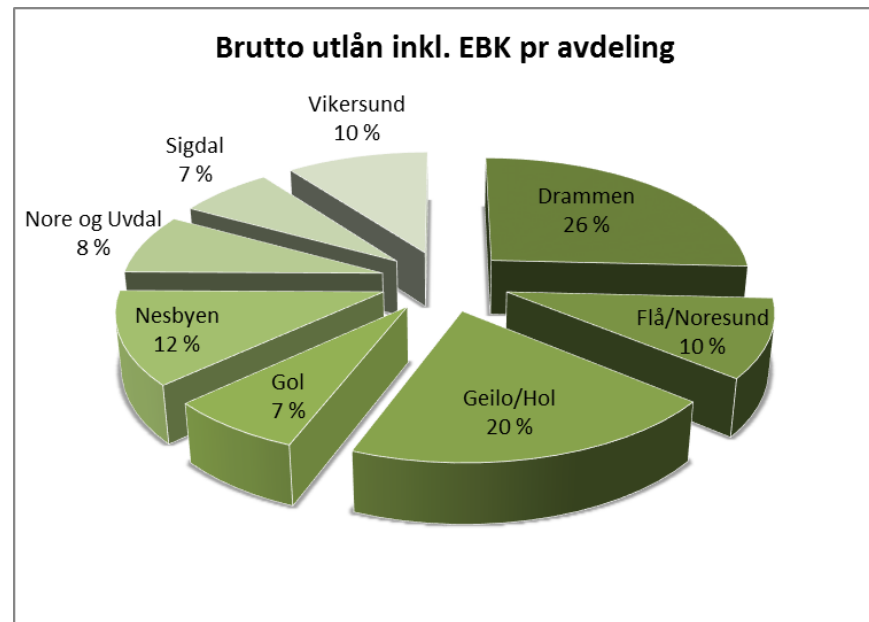 Brutto utlån inkl. EBK pr avdeling
Vikersund
10 %
Sigdal
7 %
Drammen
26 %
Nore og Uvdal
8 %
Flå/Noresund
10 %
Nesbyen
12 %
Gol
7 %
Geilo/Hol
20 %